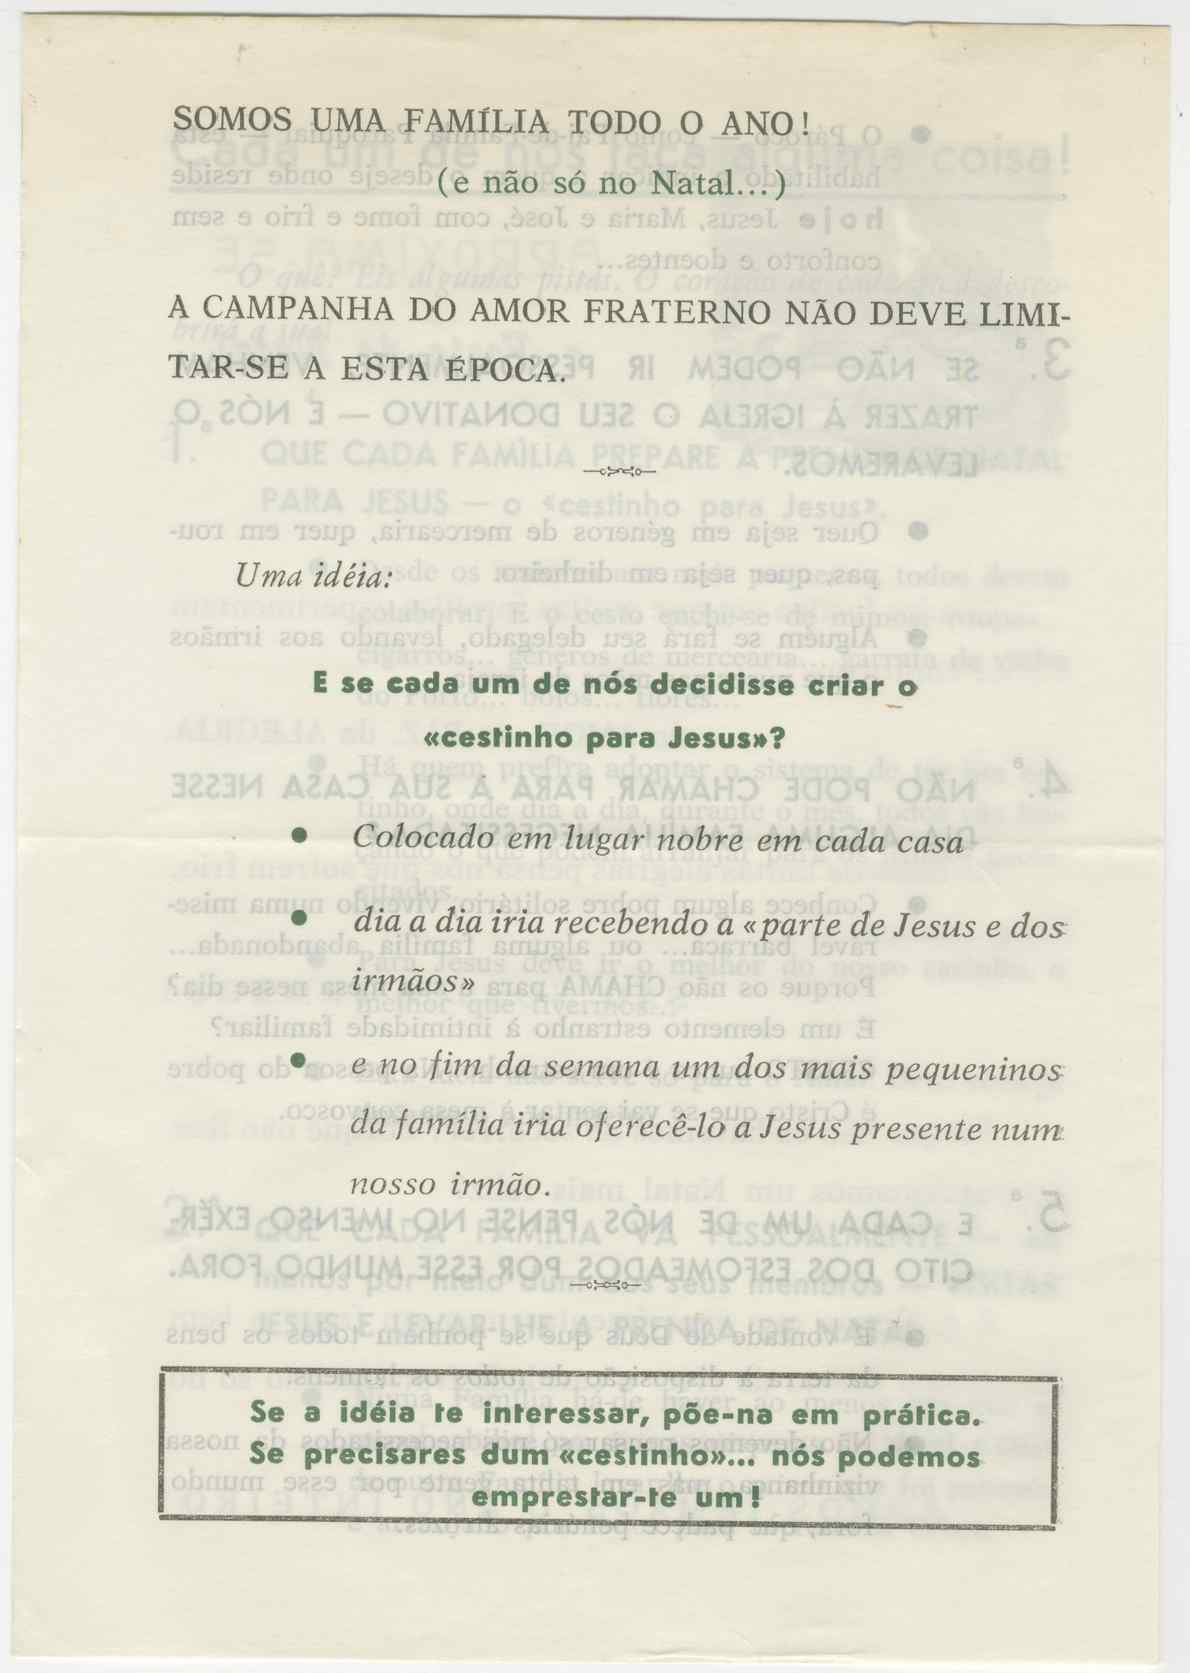 SOMOS UMA FAMÍLIA TODO O ANO!
(e não só no Natal...)
A CAMPANHA DO AMOR FRATERNO NÃO DEVE LIMI-
TAR-SE A ESTA ÉPOCA.
Uma idéia:
E se cada um de nós decidisse criar o
«cestinho para Jesus»?
● Colocado em lugar nobre em cada casa
● dia a dia iria recebendo a «parte de Jesus e dos
irmãos»
● e no fim da semana um dos mais pequeninos
da família iria oferecê-lo a Jesus presente num
nosso irmão.
Se a idéia te interessar, põe-na em prática.
Se precisares dum «cestinho»... nós podemos
emprestar-te um!